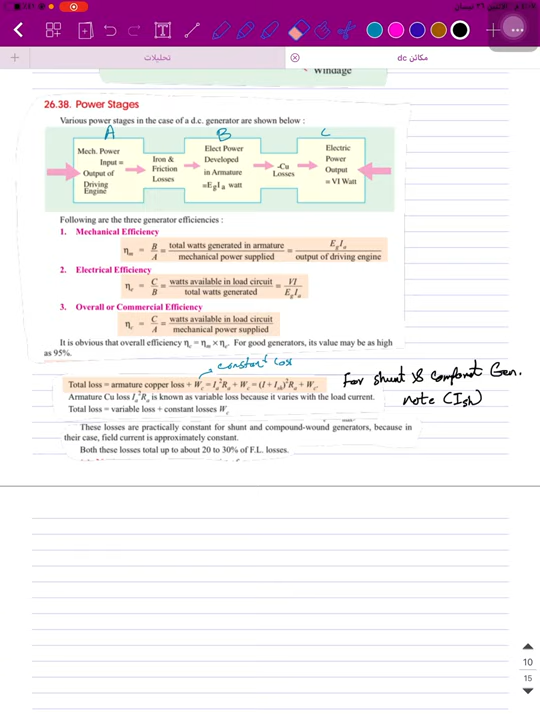 تحليلات
مكائن dc
Windage
26.38. Power Stages
Various power stages in the case of a d.c. generator are shown below :
A B C
Mech. Power Input = Output of Driving Engine
Iron & Friction Losses
Elect Power Developed in Armature =EgIa watt
-Cu Losses
Electric Power Output = VI Watt
Following are the three generator efficiencies :
1. Mechanical Efficiency
ηm = B/A = total watts generated in armature / mechanical power supplied = EgIa / output of driving engine
2. Electrical Efficiency
ηe = C/B = watts available in load circuit / total watts generated = VI / EgIa
3. Overall or Commercial Efficiency
ηc = C/A = watts available in load circuit / mechanical power supplied
It is obvious that overall efficiency ηc = ηm × ηe. For good generators, its value may be as high
as 95%.
constant loss
Total loss = armature copper loss + Wc = Ia²Ra + Wc = (I + Ish)²Ra + Wc.
For shunt & compound Gen.
note (Ish)
Armature Cu loss Ia²Ra is known as variable loss because it varies with the load current.
Total loss = variable loss + constant losses Wc
These losses are practically constant for shunt and compound-wound generators, because in
their case, field current is approximately constant.
Both these losses total up to about 20 to 30% of F.L. losses.
10
15